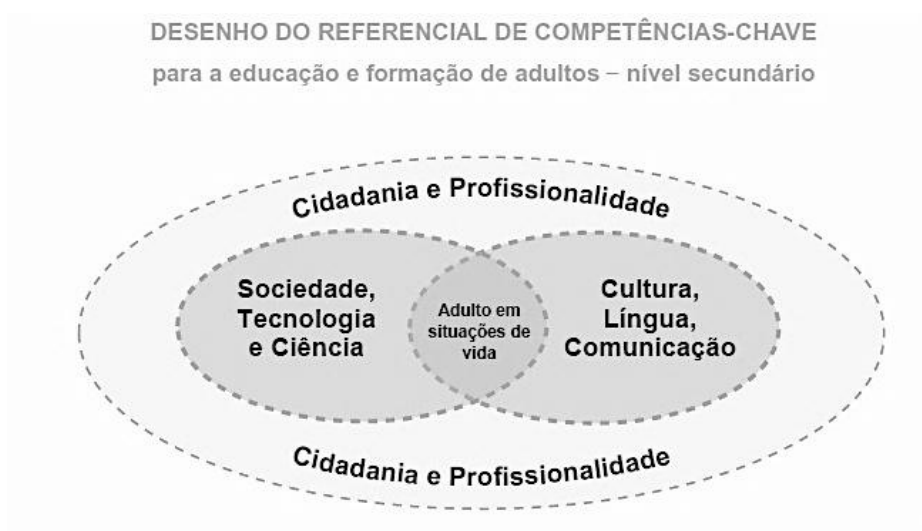 DESENHO DO REFERENCIAL DE COMPETÊNCIAS-CHAVE
para a educação e formação de adultos – nível secundário
Cidadania e Profissionalidade
Sociedade,
Tecnologia
e Ciência
Adulto em
situações de
vida
Cultura,
Língua,
Comunicação
Cidadania e Profissionalidade